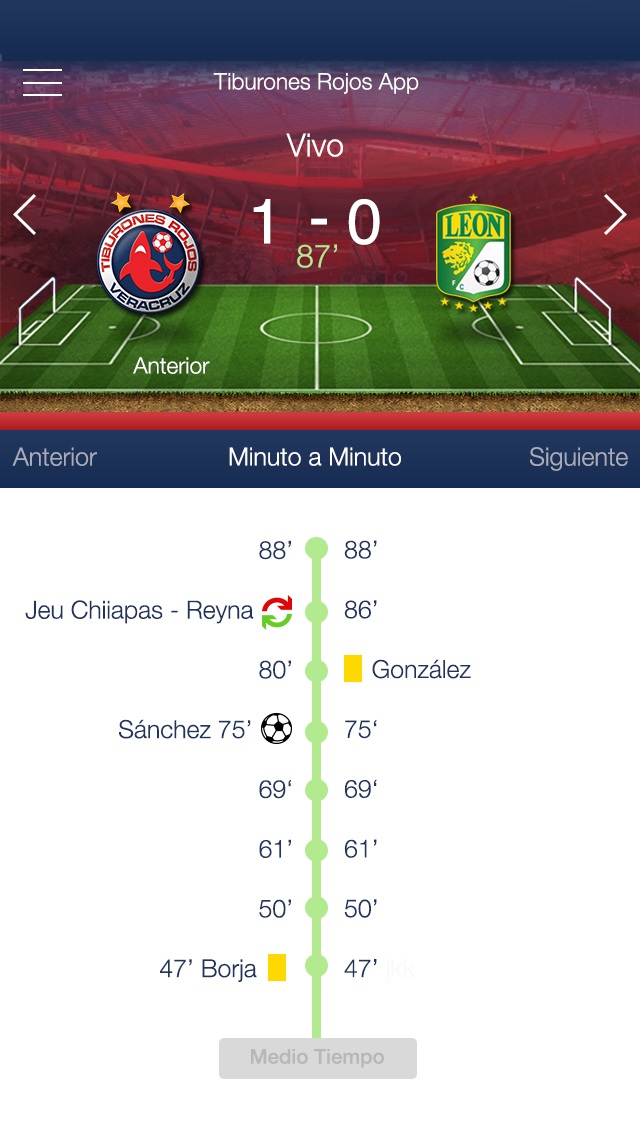 Tiburones Rojos App
Vivo
1 - 0
87’
TIBURONES ROJOS
VERACRUZ
LEON
F C
Anterior
Anterior Minuto a Minuto Siguiente
88’ 88’
Jeu Chiiapas - Reyna 86’
80’ González
Sánchez 75’ 75‘
69‘ 69‘
61’ 61’
50’ 50’
47’ Borja 47’ jkk
Medio Tiempo